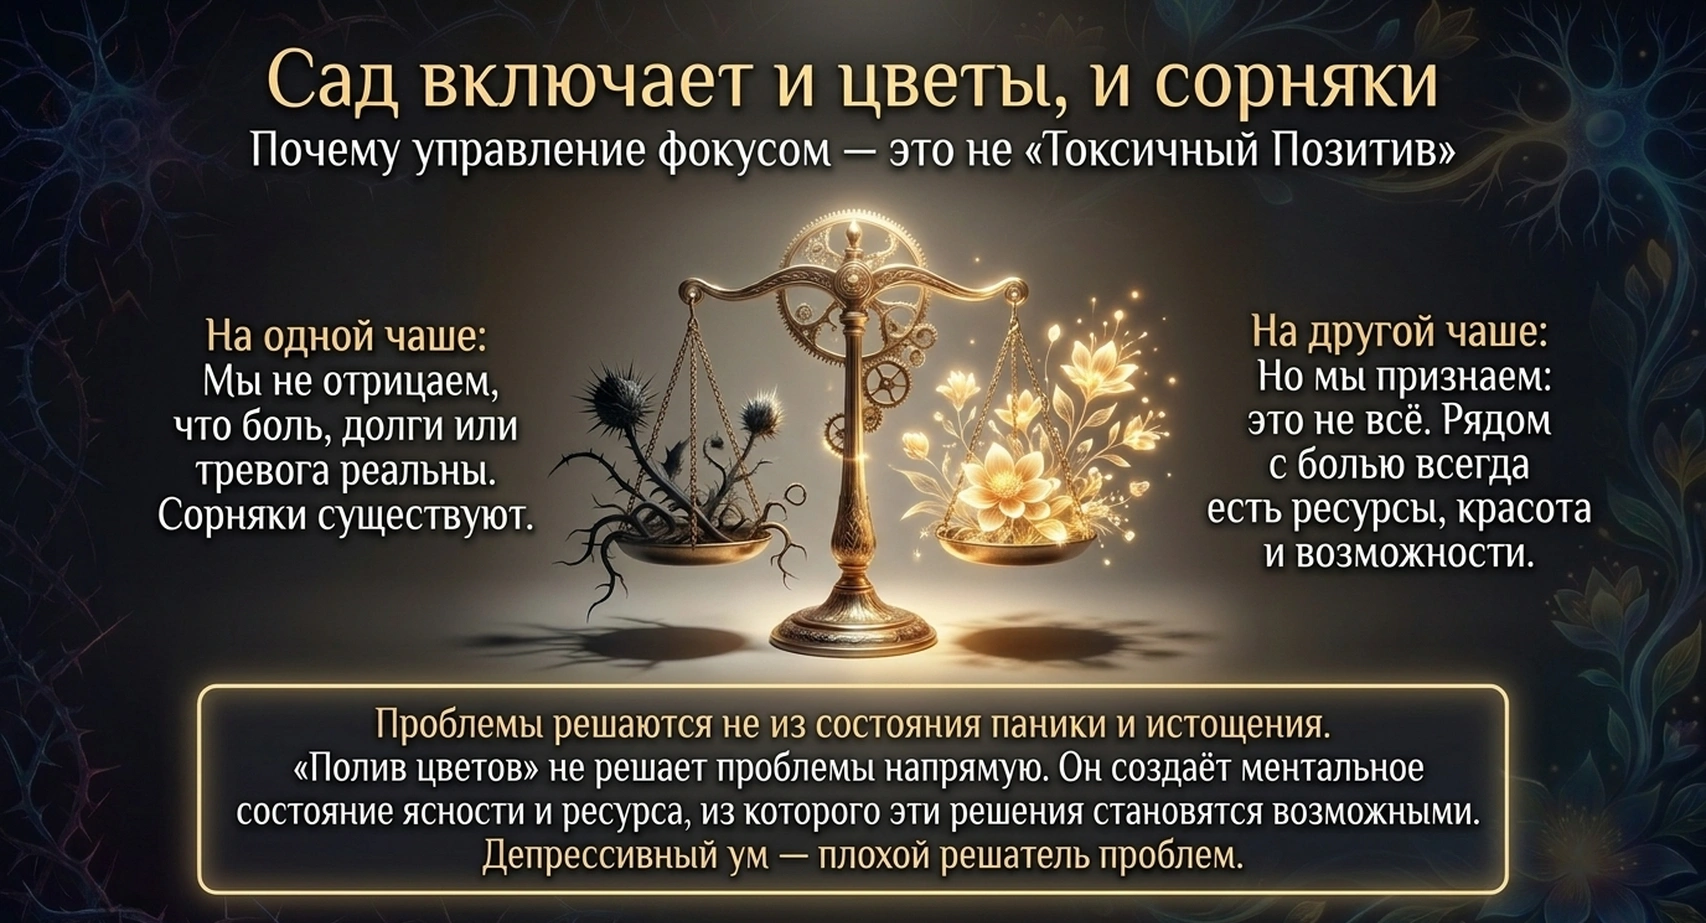 Сад включает и цветы, и сорняки
Почему управление фокусом — это не «Токсичный Позитив»
На одной чаше:
Мы не отрицаем,
что боль, долги или
тревога реальны.
Сорняки существуют.
На другой чаше:
Но мы признаем:
это не всё. Рядом
с болью всегда
есть ресурсы, красота
и возможности.
Проблемы решаются не из состояния паники и истощения.
«Полив цветов» не решает проблемы напрямую. Он создаёт ментальное
состояние ясности и ресурса, из которого эти решения становятся возможными.
Депрессивный ум — плохой решатель проблем.